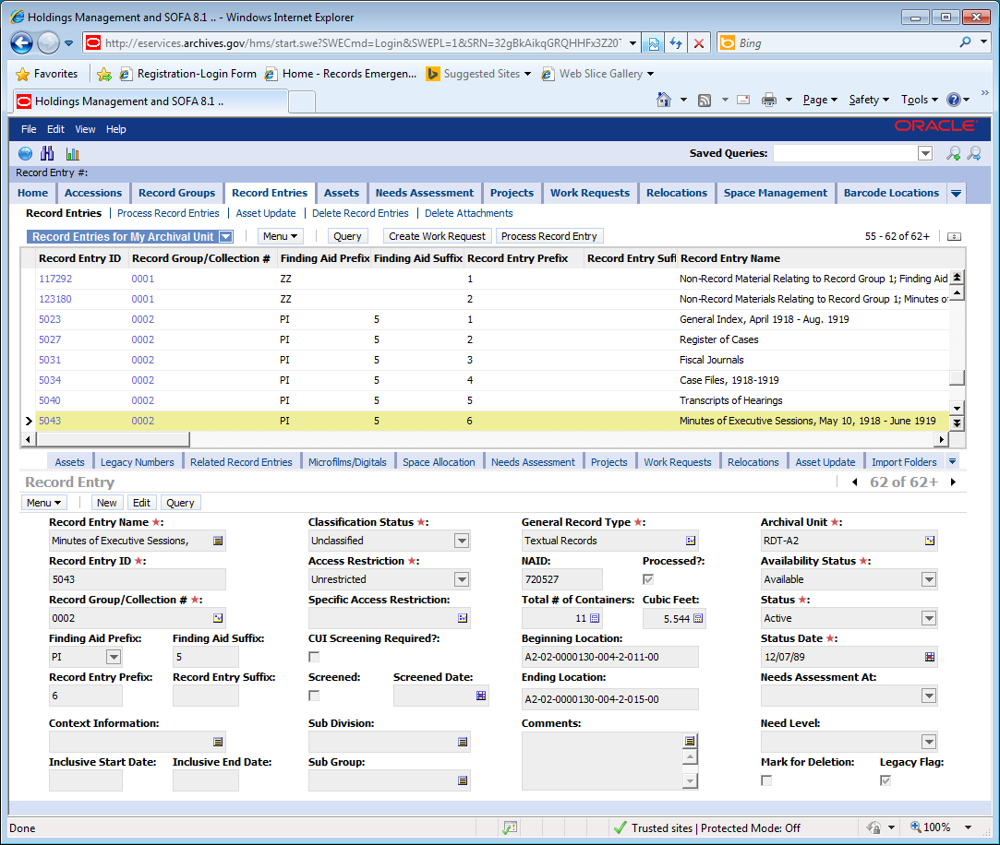 Holdings Management and SOFA 8.1 .. - Windows Internet Explorer
http://eservices.archives.gov/hms/start.swe?SWECmd=Login&SWEPL=1&SRN=32gBkAikqGRQHHFx3Z20T
Bing
Favorites Registration-Login Form Home - Records Emergen... Suggested Sites Web Slice Gallery
Holdings Management and SOFA 8.1 .. Page Safety Tools
File Edit View Help ORACLE
Saved Queries:
Record Entry #:
Home Accessions Record Groups Record Entries Assets Needs Assessment Projects Work Requests Relocations Space Management Barcode Locations
Record Entries Process Record Entries Asset Update Delete Record Entries Delete Attachments
Record Entries for My Archival Unit Menu Query Create Work Request Process Record Entry 55 - 62 of 62+
Record Entry ID Record Group/Collection # Finding Aid Prefix Finding Aid Suffix Record Entry Prefix Record Entry Suff Record Entry Name
117292 0001 ZZ 1 Non-Record Material Relating to Record Group 1; Finding Aid
123180 0001 ZZ 2 Non-Record Materials Relating to Record Group 1; Minutes of
5023 0002 PI 5 1 General Index, April 1918 - Aug. 1919
5027 0002 PI 5 2 Register of Cases
5031 0002 PI 5 3 Fiscal Journals
5034 0002 PI 5 4 Case Files, 1918-1919
5040 0002 PI 5 5 Transcripts of Hearings
5043 0002 PI 5 6 Minutes of Executive Sessions, May 10, 1918 - June 1919
Assets Legacy Numbers Related Record Entries Microfilms/Digitals Space Allocation Needs Assessment Projects Work Requests Relocations Asset Update Import Folders
Record Entry 62 of 62+
Menu New Edit Query
Record Entry Name ★: Classification Status ★: General Record Type ★: Archival Unit ★:
Minutes of Executive Sessions, Unclassified Textual Records RDT-A2
Record Entry ID ★: Access Restriction ★: NAID: Processed?: Availability Status ★:
5043 Unrestricted 720527 Available
Record Group/Collection # ★: Specific Access Restriction: Total # of Containers: Cubic Feet: Status ★:
0002 11 5.544 Active
Finding Aid Prefix: Finding Aid Suffix: CUI Screening Required?: Beginning Location: Status Date ★:
PI 5 A2-02-0000130-004-2-011-00 12/07/89
Record Entry Prefix: Record Entry Suffix: Screened: Screened Date: Ending Location: Needs Assessment At:
6 A2-02-0000130-004-2-015-00
Context Information: Sub Division: Comments: Need Level:
Inclusive Start Date: Inclusive End Date: Sub Group: Mark for Deletion: Legacy Flag:
Done Trusted sites | Protected Mode: Off 100%